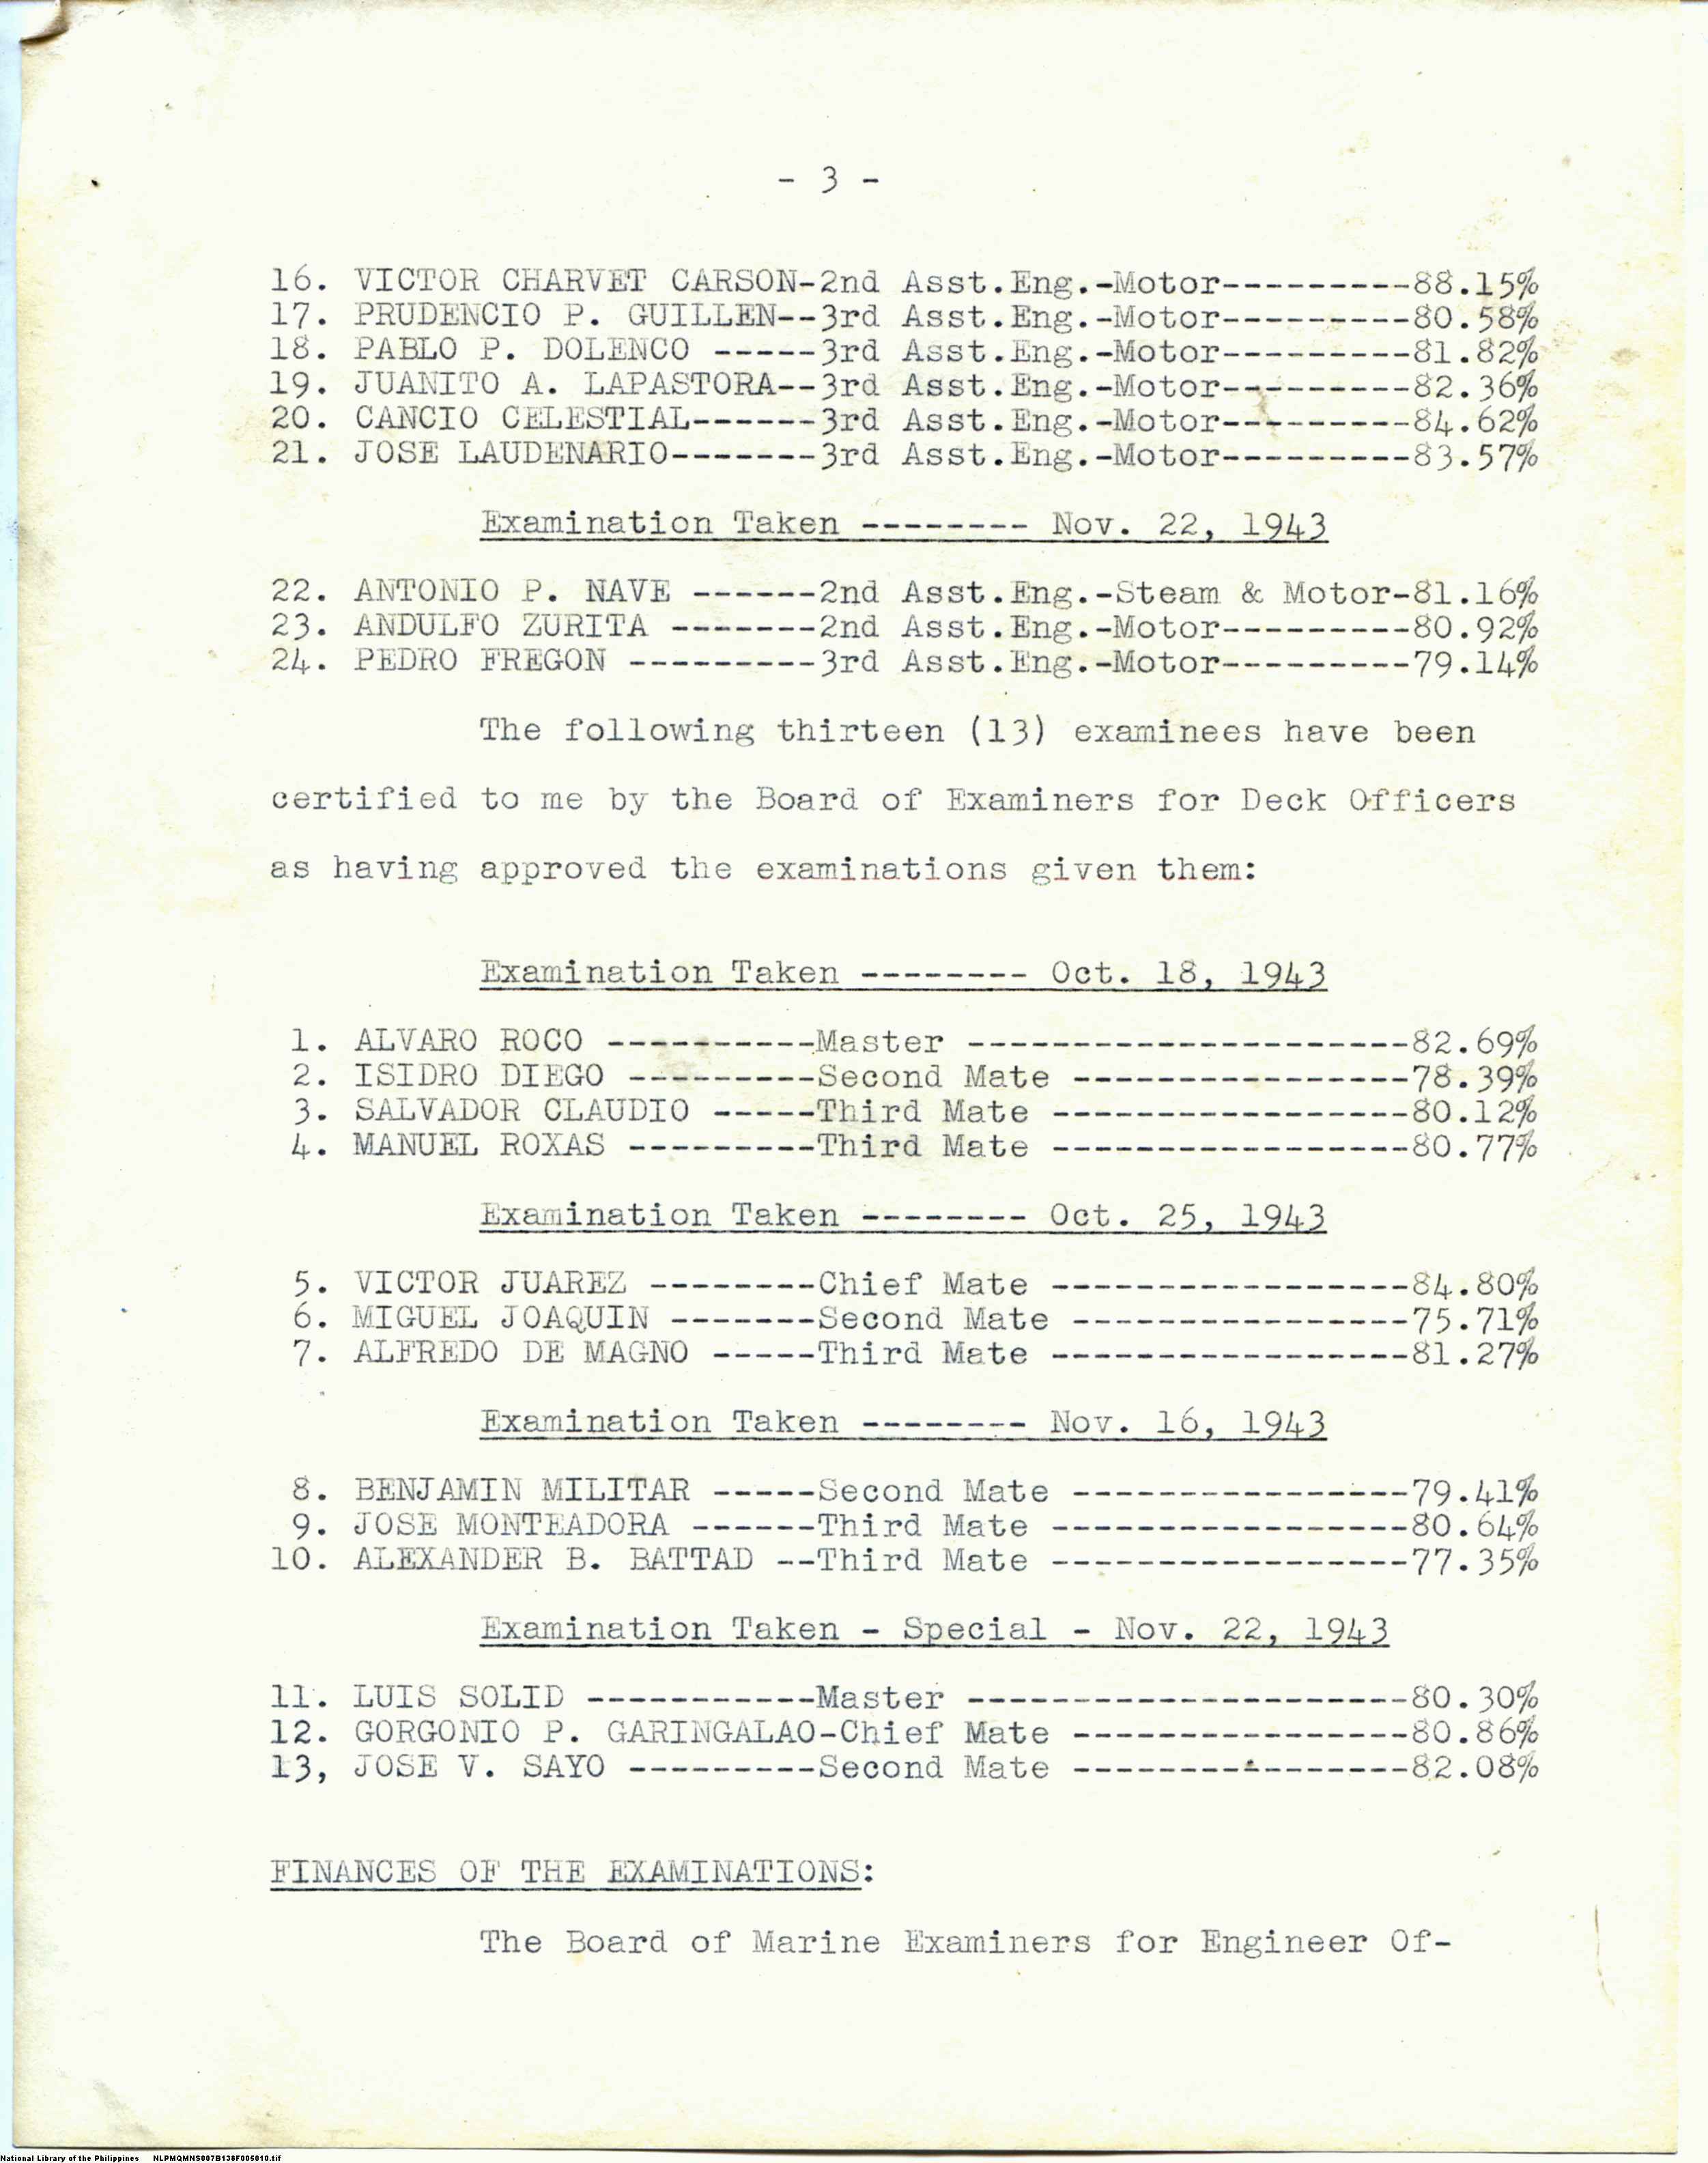 - 3 -
16. VICTOR CHARVET CARSON-2nd Asst.Eng.-Motor---------88.15%
17. PRUDENCIO P. GUILLEN--3rd Asst.Eng.-Motor---------80.58%
18. PABLO P. DOLENCO -----3rd Asst.Eng.-Motor---------81.82%
19. JUANITO A. LAPASTORA--3rd Asst.Eng.-Motor---------82.36%
20. CANCIO CELESTIAL------3rd Asst.Eng.-Motor---------84.62%
21. JOSE LAUDENARIO-------3rd Asst.Eng.-Motor---------83.57%
Examination Taken -------- Nov. 22, 1943
22. ANTONIO P. NAVE ------2nd Asst.Eng.-Steam & Motor-81.16%
23. ANDULFO ZURITA -------2nd Asst.Eng.-Motor---------80.92%
24. PEDRO FREGON ---------3rd Asst.Eng.-Motor---------79.14%
The following thirteen (13) examinees have been
certified to me by the Board of Examiners for Deck Officers
as having approved the examinations given them:
Examination Taken -------- Oct. 18, 1943
1. ALVARO ROCO ----------Master ---------------------82.69%
2. ISIDRO DIEGO ---------Second Mate ----------------78.39%
3. SALVADOR CLAUDIO -----Third Mate -----------------80.12%
4. MANUEL ROXAS ---------Third Mate -----------------80.77%
Examination Taken -------- Oct. 25, 1943
5. VICTOR JUAREZ --------Chief Mate -----------------84.80%
6. MIGUEL JOAQUIN -------Second Mate ----------------75.71%
7. ALFREDO DE MAGNO -----Third Mate -----------------81.27%
Examination Taken -------- Nov. 16, 1943
8. BENJAMIN MILITAR -----Second Mate ----------------79.41%
9. JOSE MONTEADORA ------Third Mate -----------------80.64%
10. ALEXANDER B. BATTAD --Third Mate -----------------77.35%
Examination Taken - Special - Nov. 22, 1943
11. LUIS SOLID -----------Master ---------------------80.30%
12. GORGONIO P. GARINGALAO-Chief Mate ----------------80.86%
13, JOSE V. SAYO ---------Second Mate ----------------82.08%
FINANCES OF THE EXAMINATIONS:
The Board of Marine Examiners for Engineer Of-
National Library of the Philippines NLPMQMNS007B138F005010.tif